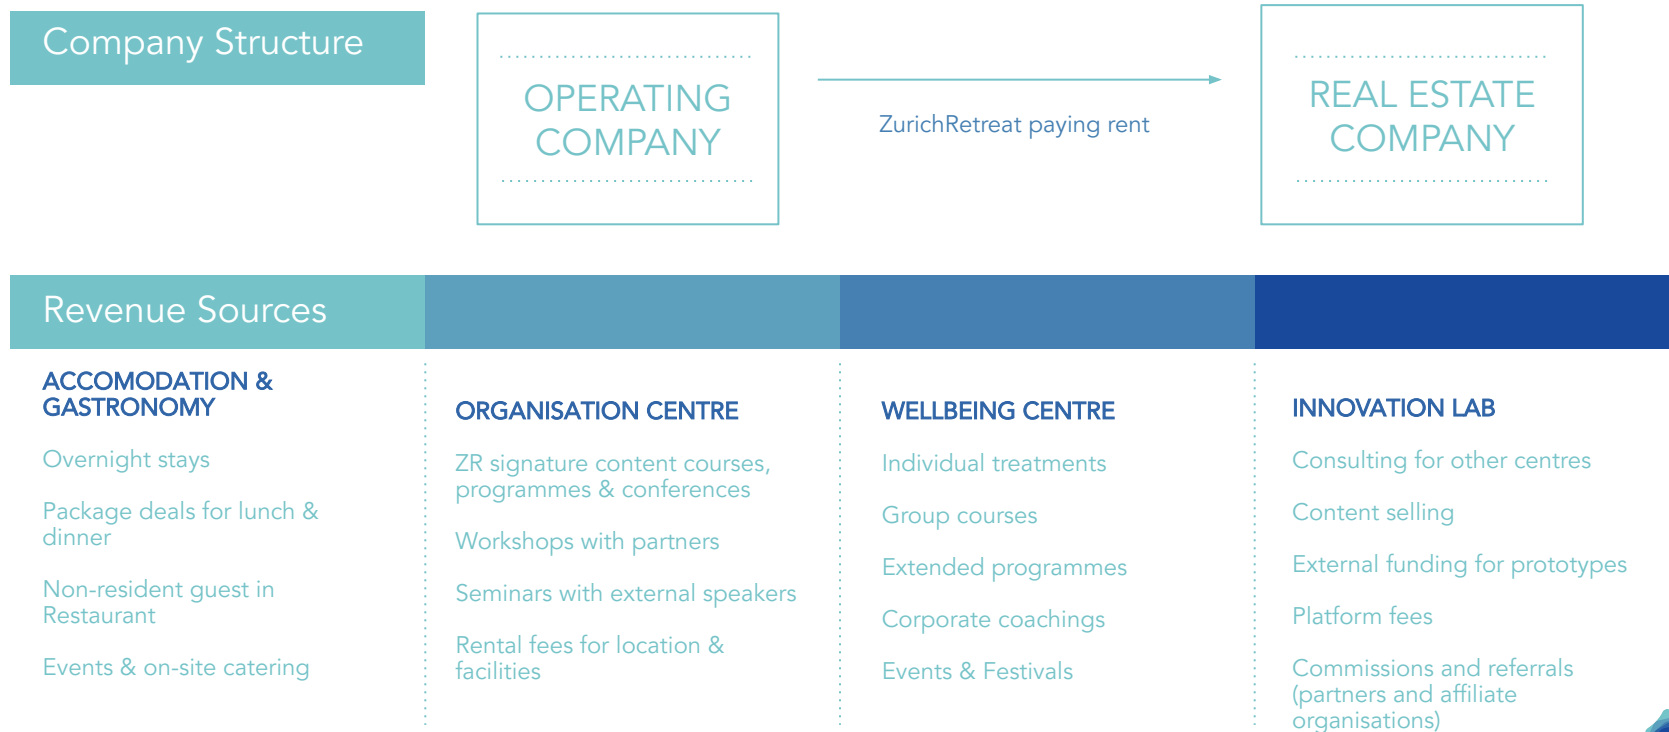 Company Structure
OPERATING
COMPANY
ZurichRetreat paying rent
REAL ESTATE
COMPANY
Revenue Sources
ACCOMODATION &
GASTRONOMY
Overnight stays
Package deals for lunch &
dinner
Non-resident guest in
Restaurant
Events & on-site catering
ORGANISATION CENTRE
ZR signature content courses,
programmes & conferences
Workshops with partners
Seminars with external speakers
Rental fees for location &
facilities
WELLBEING CENTRE
Individual treatments
Group courses
Extended programmes
Corporate coachings
Events & Festivals
INNOVATION LAB
Consulting for other centres
Content selling
External funding for prototypes
Platform fees
Commissions and referrals
(partners and affiliate
organisations)